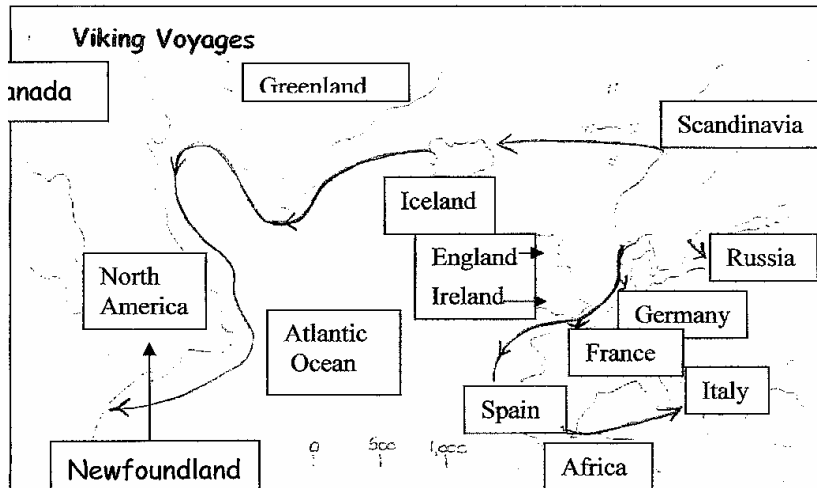 Viking Voyages
anada
Greenland
Scandinavia
Iceland
England
Ireland
Russia
North
America
Germany
Atlantic
Ocean
France
Italy
Spain
0 500 1,000
Newfoundland
Africa